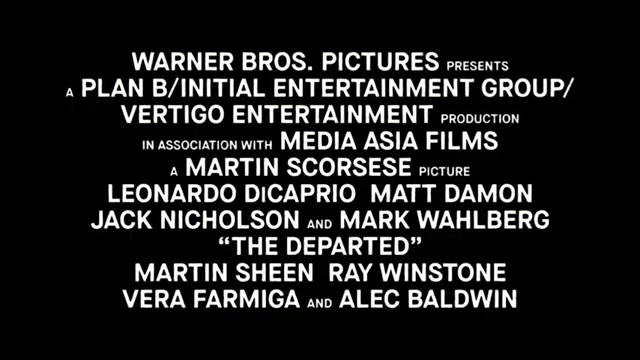 WARNER BROS. PICTURES PRESENTS
A PLAN B/INITIAL ENTERTAINMENT GROUP/
VERTIGO ENTERTAINMENT PRODUCTION
IN ASSOCIATION WITH MEDIA ASIA FILMS
A MARTIN SCORSESE PICTURE
LEONARDO DiCAPRIO MATT DAMON
JACK NICHOLSON AND MARK WAHLBERG
“THE DEPARTED”
MARTIN SHEEN RAY WINSTONE
VERA FARMIGA AND ALEC BALDWIN